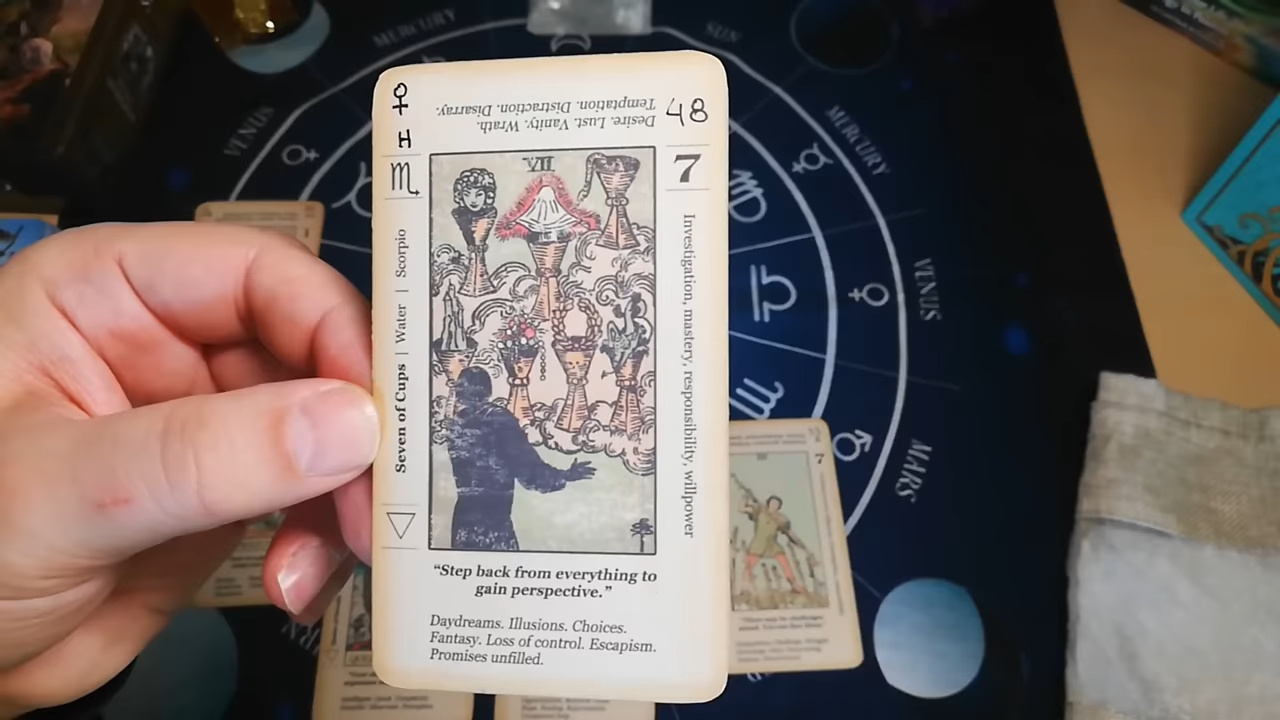 MERCURY
SUN
VENUS
MERCURY
VENUS
MARS
♀
H
♏
48
Desire. Lust. Vanity. Wrath.
Temptation. Distraction. Disarray.
VII
7
Seven of Cups | Water | Scorpio
Investigation, mastery, responsibility, willpower
“Step back from everything to
gain perspective.”
Daydreams. Illusions. Choices.
Fantasy. Loss of control. Escapism.
Promises unfilled.
7